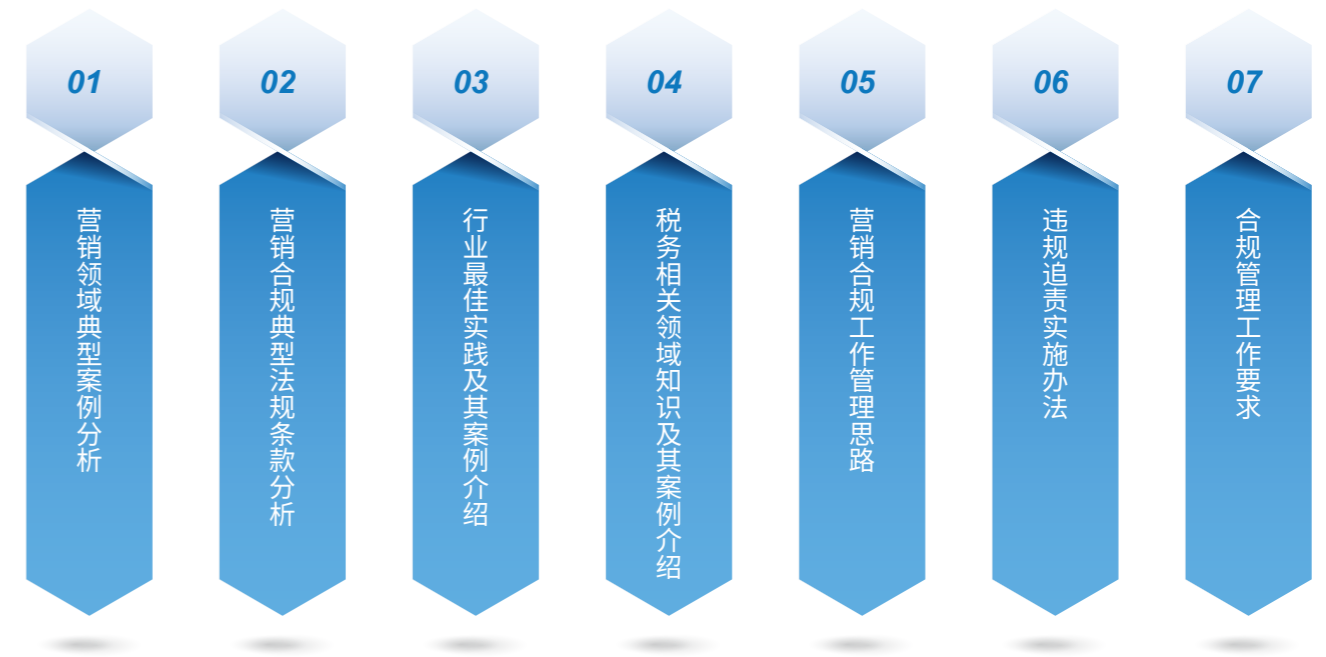 01
营销领域典型案例分析
02
营销合规典型法规条款分析
03
行业最佳实践及其案例介绍
04
税务相关领域知识及其案例介绍
05
营销合规工作管理思路
06
违规追责实施办法
07
合规管理工作要求